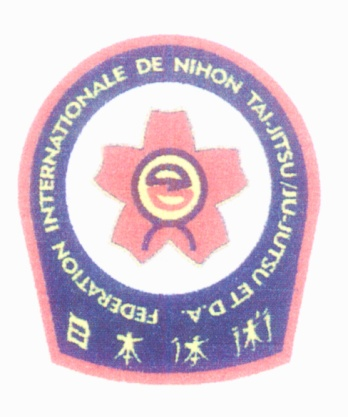 FEDERATION INTERNATIONALE DE NIHON TAI-JITSU/JU-JUTSU ET D.A.
日本体術